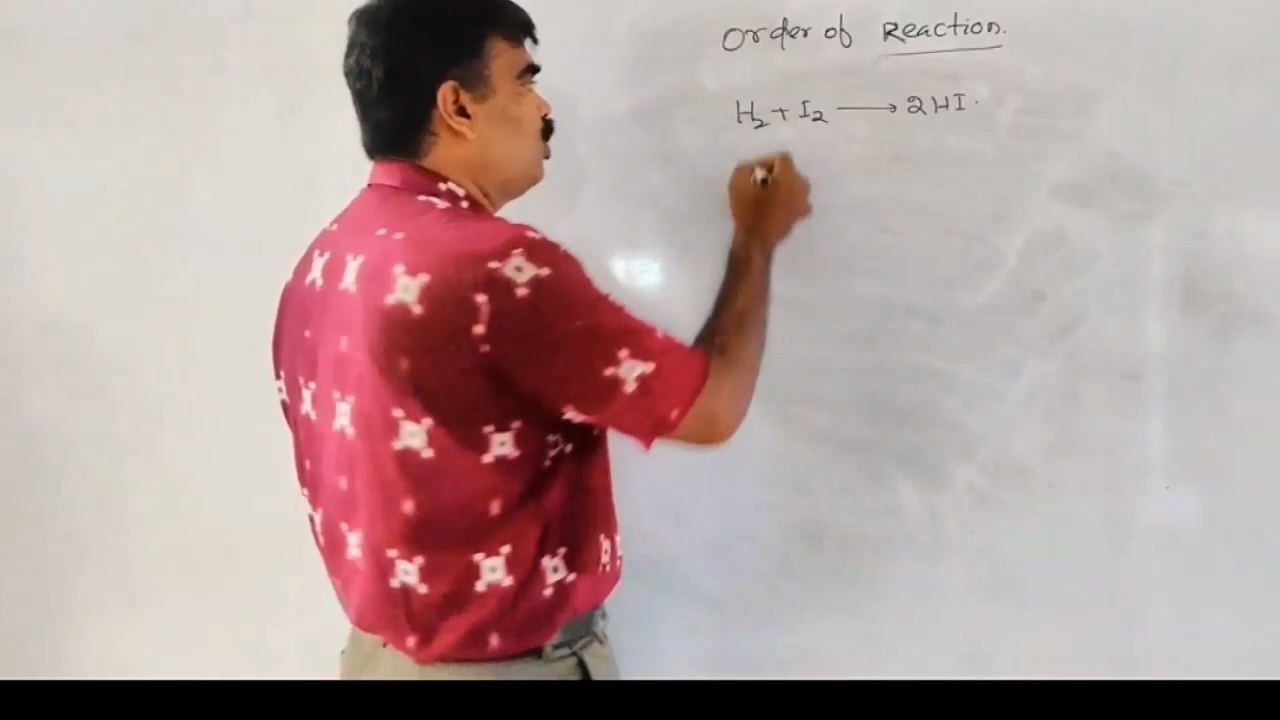 Order of Reaction.
H₂ + I₂ ⟶ 2HI.